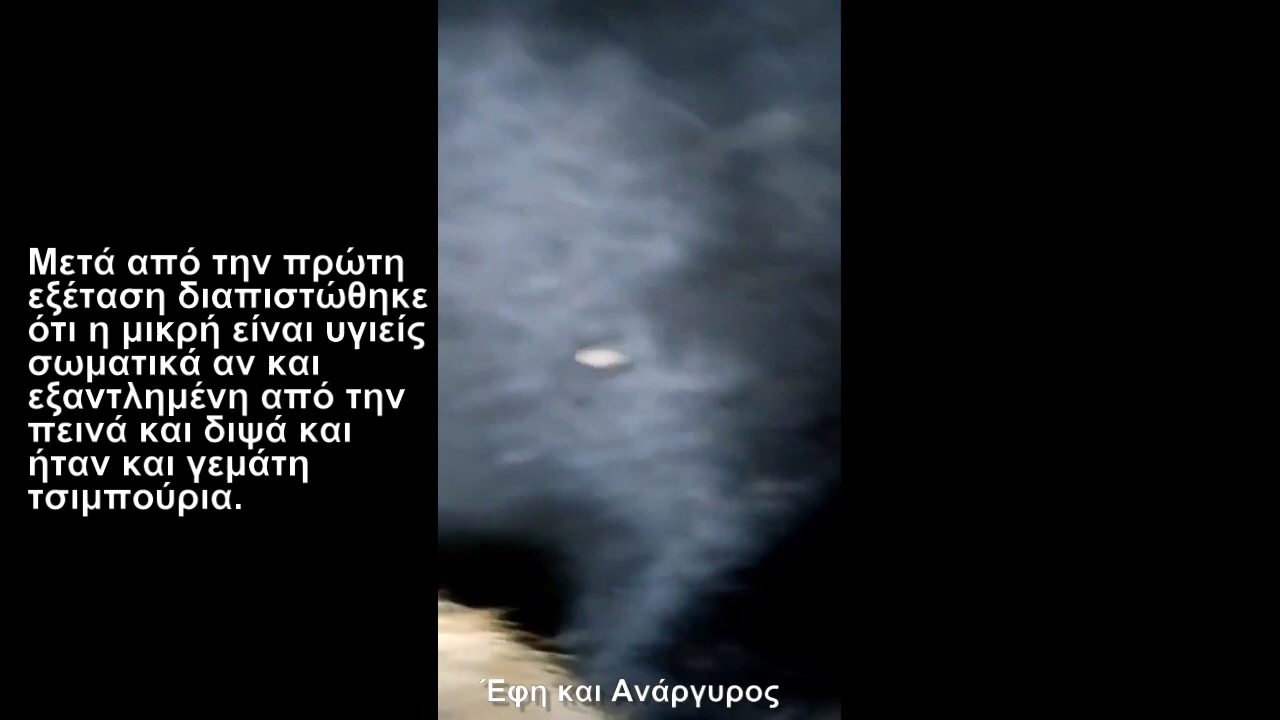 Μετά από την πρώτη
εξέταση διαπιστώθηκε
ότι η μικρή είναι υγιείς
σωματικά αν και
εξαντλημένη από την
πεινά και διψά και
ήταν και γεμάτη
τσιμπούρια.
Έφη και Ανάργυρος